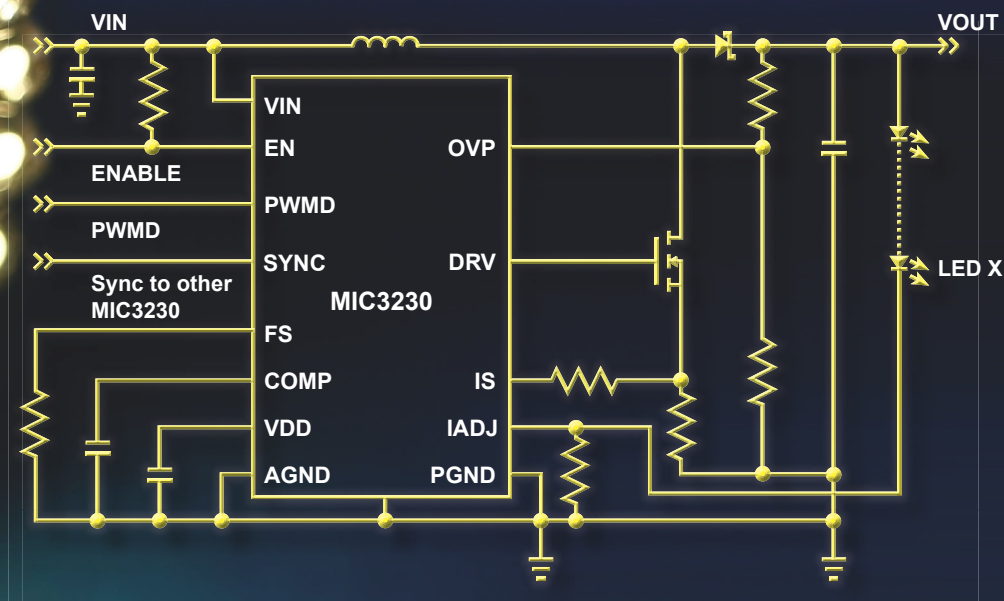 VIN
VOUT
VIN
EN
OVP
ENABLE
PWMD
PWMD
SYNC
DRV
LED X
Sync to other
MIC3230
MIC3230
FS
COMP
IS
VDD
IADJ
AGND
PGND